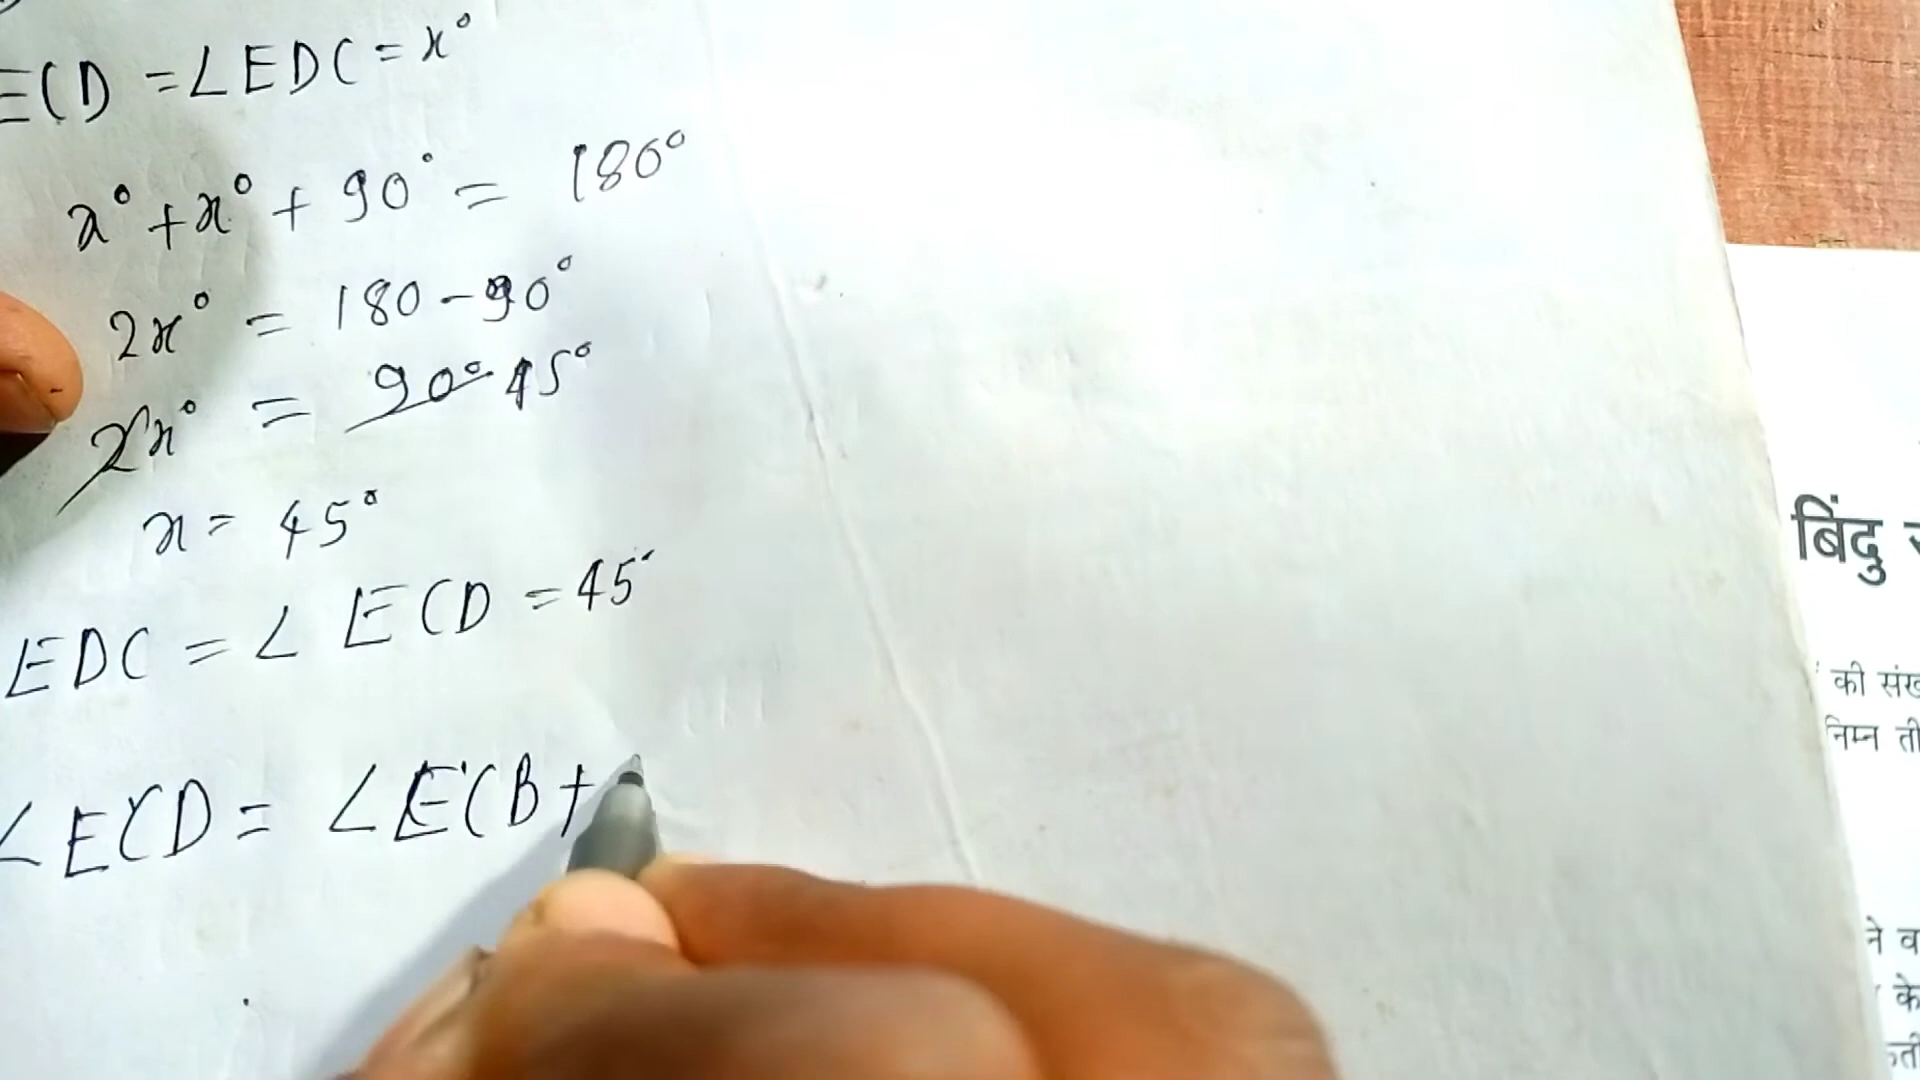 ECD = ∠EDC = x°
x° + x° + 90° = 180°
2x° = 180 - 90°
2x° = 90° 45°
x = 45°
EDC = ∠ECD = 45°
∠ECD = ∠ECB +
बिंदु
की
निम्न
ने
के